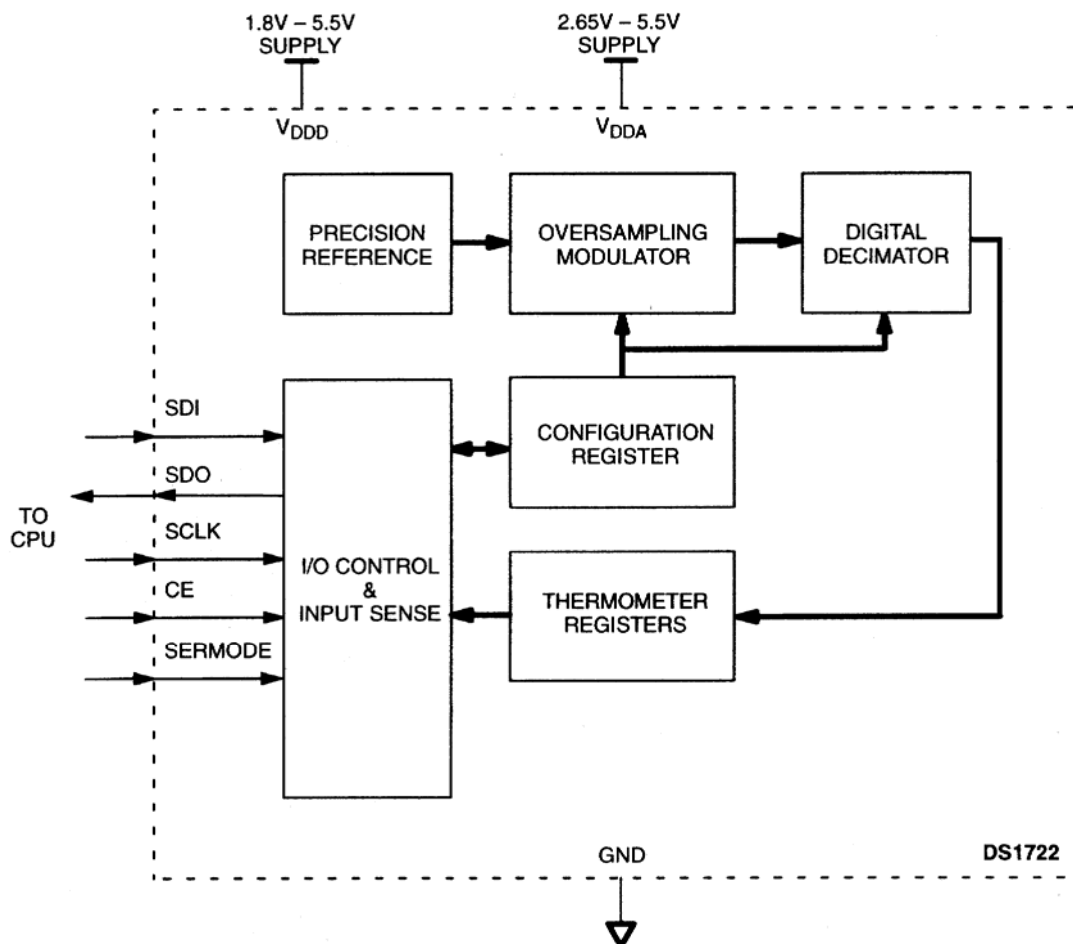 1.8V – 5.5V
SUPPLY
2.65V – 5.5V
SUPPLY
VDDD
VDDA
PRECISION
REFERENCE
OVERSAMPLING
MODULATOR
DIGITAL
DECIMATOR
SDI
SDO
TO
CPU
SCLK
CE
SERMODE
I/O CONTROL
&
INPUT SENSE
CONFIGURATION
REGISTER
THERMOMETER
REGISTERS
GND
DS1722